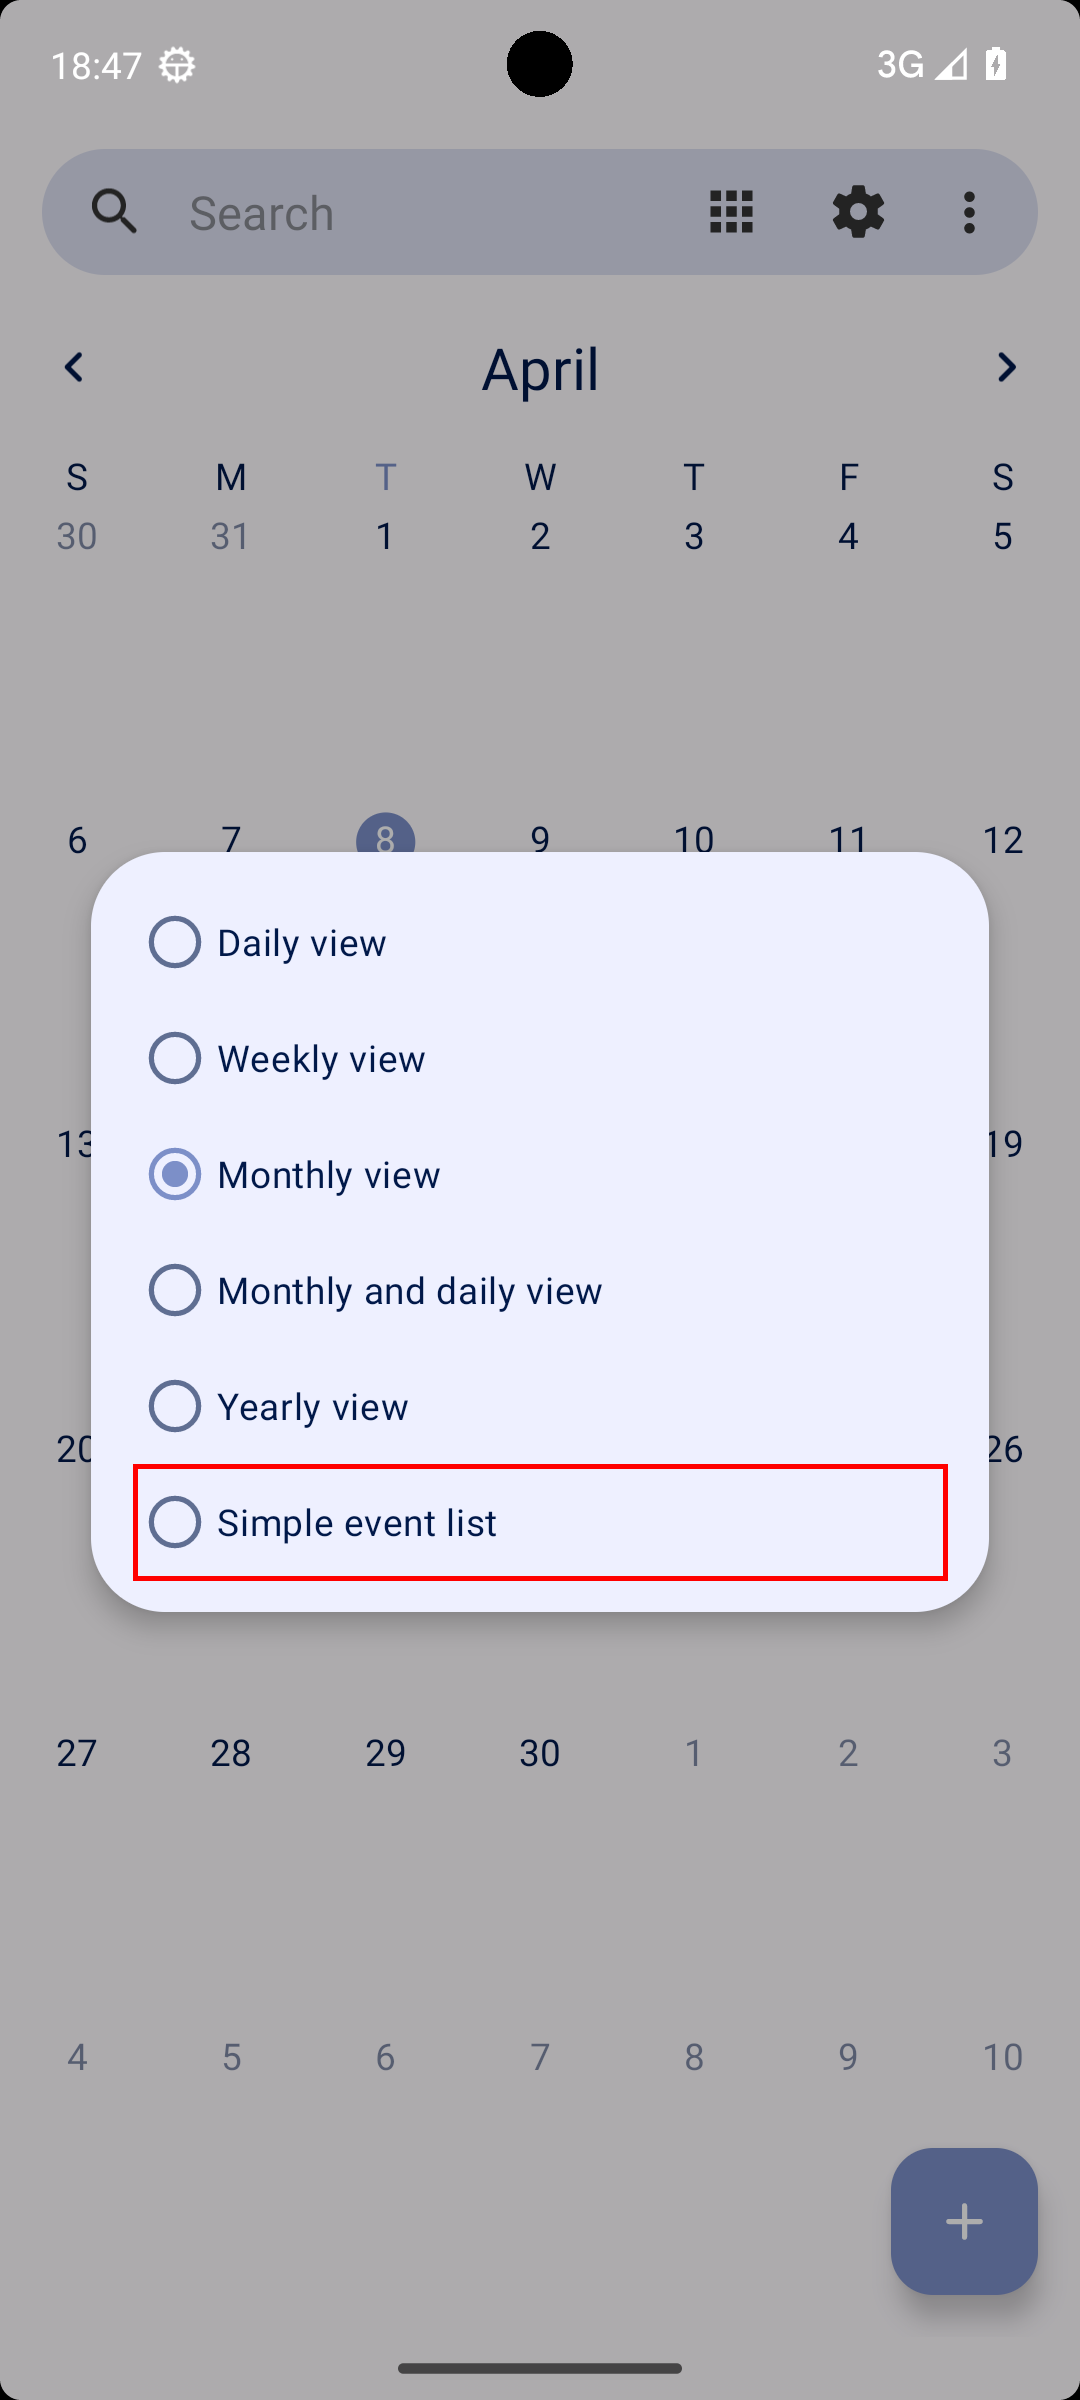 18:47 3G
Search
April
S M T W T F S
30 31 1 2 3 4 5
6 7 8 9 10 11 12
Daily view
Weekly view
13 19
Monthly view
Monthly and daily view
Yearly view
20 26
Simple event list
27 28 29 30 1 2 3
4 5 6 7 8 9 10